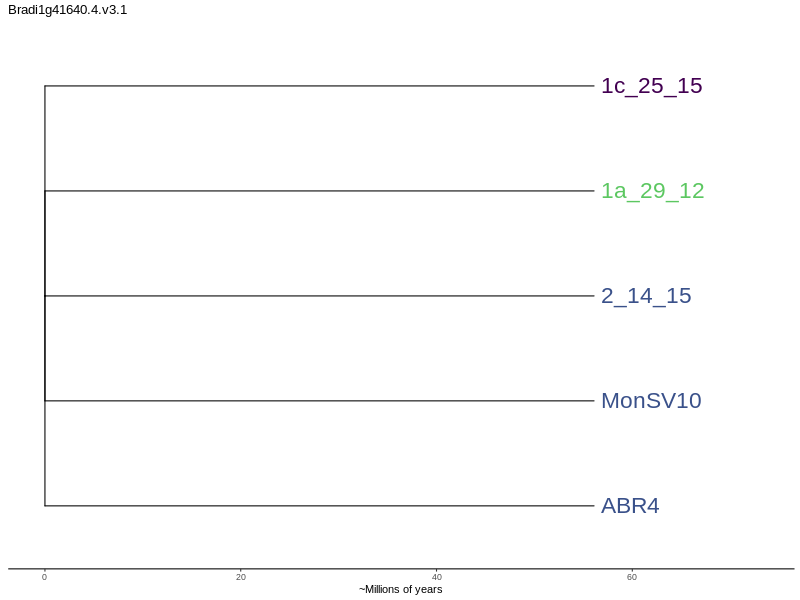 Bradi1g41640.4.v3.1
1c_25_15
1a_29_12
2_14_15
MonSV10
ABR4
0 20 40 60
~Millions of years